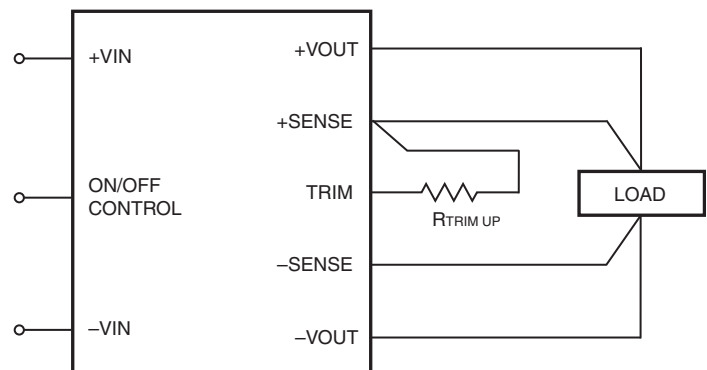 +VIN
+VOUT
+SENSE
ON/OFF
CONTROL
TRIM
LOAD
RTRIM UP
–SENSE
–VIN
–VOUT